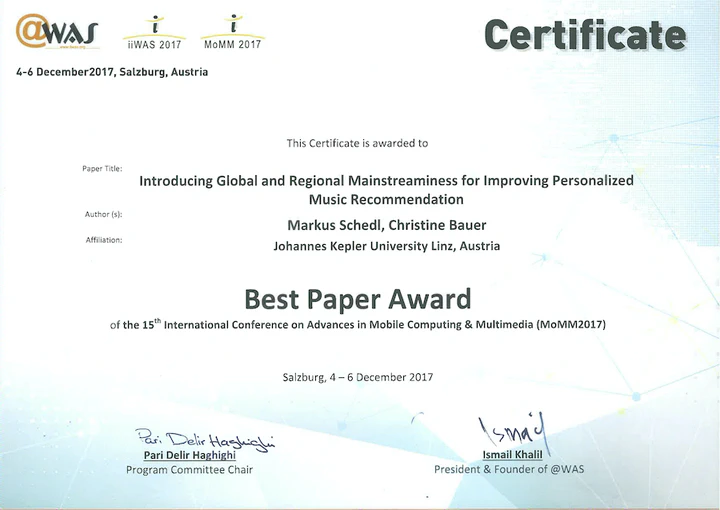 @WAS
www.iiwas.org
iiWAS 2017
MoMM 2017
Certificate
4-6 December2017, Salzburg, Austria
This Certificate is awarded to
Paper Title:
Introducing Global and Regional Mainstreaminess for Improving Personalized
Music Recommendation
Author (s):
Markus Schedl, Christine Bauer
Affiliation:
Johannes Kepler University Linz, Austria
Best Paper Award
of the 15th International Conference on Advances in Mobile Computing & Multimedia (MoMM2017)
Salzburg, 4 – 6 December 2017
Pari Delir Haghighi
Ismail
Pari Delir Haghighi
Ismail Khalil
Program Committee Chair
President & Founder of @WAS